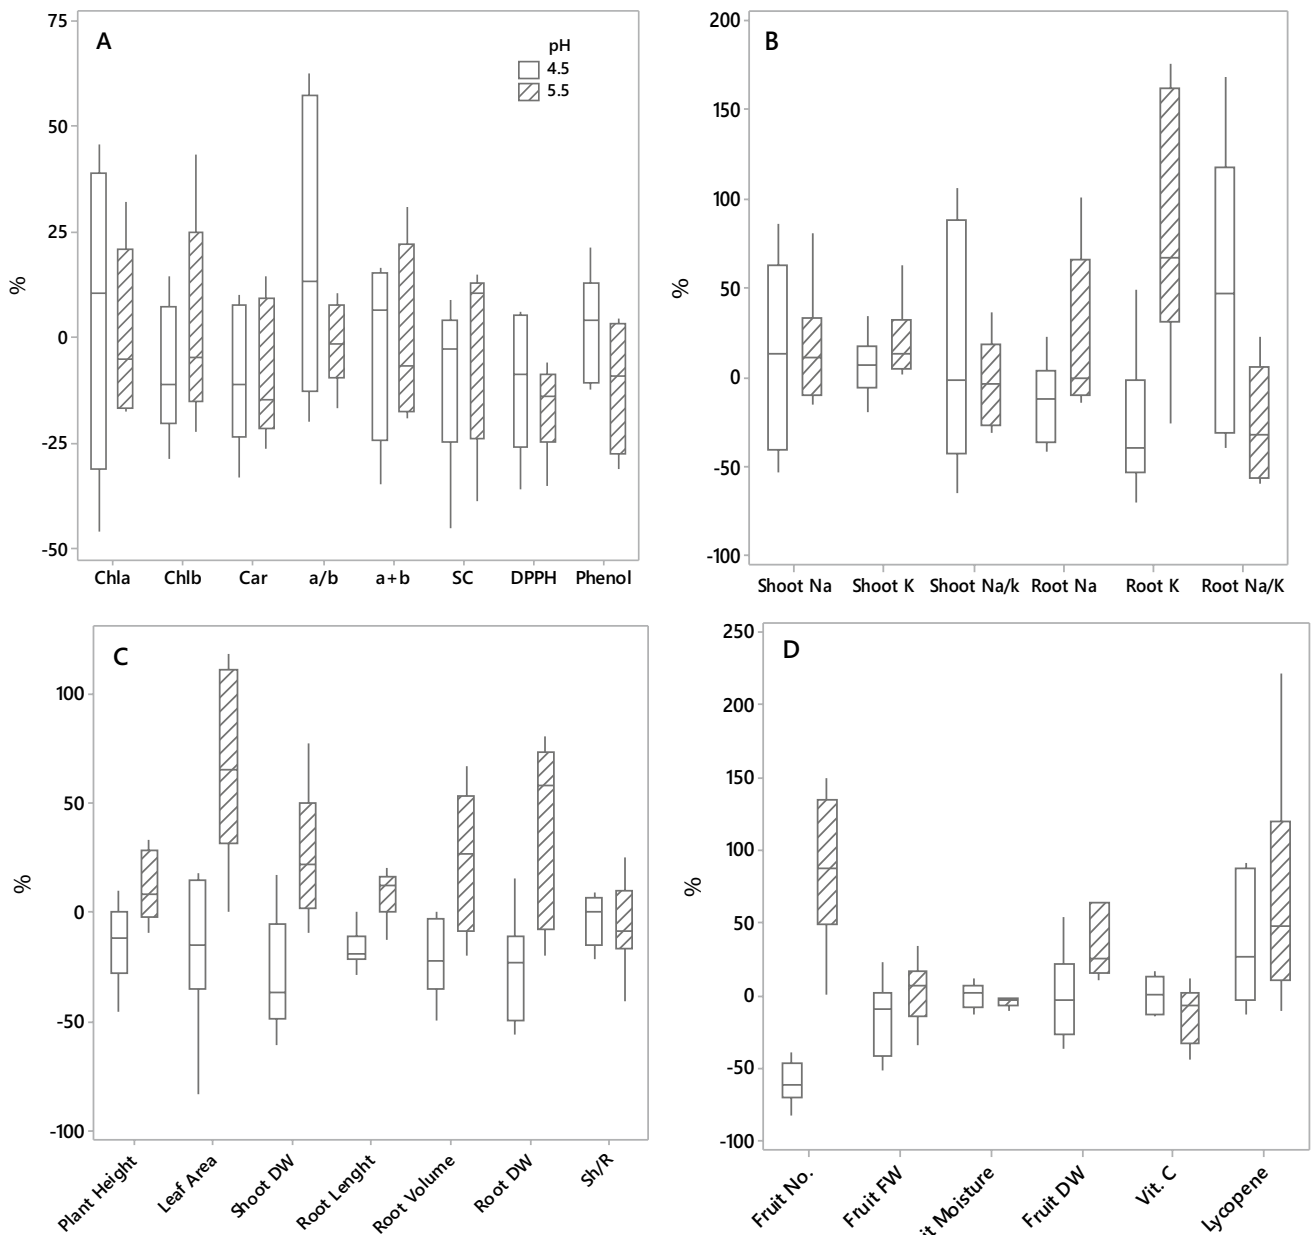 A
pH
4.5
5.5
75
50
25
0
-25
-50
%
Chla Chlb Car a/b a+b SC DPPH Phenol
B
200
150
100
50
0
-50
-100
%
Shoot Na Shoot K Shoot Na/k Root Na Root K Root Na/K
C
100
50
0
-50
-100
%
Plant Height
Leaf Area
Shoot DW
Root Lenght
Root Volume
Root DW
Sh/R
D
250
200
150
100
50
0
-50
-100
%
Fruit No.
Fruit FW
it Moisture
Fruit DW
Vit. C
Lycopene